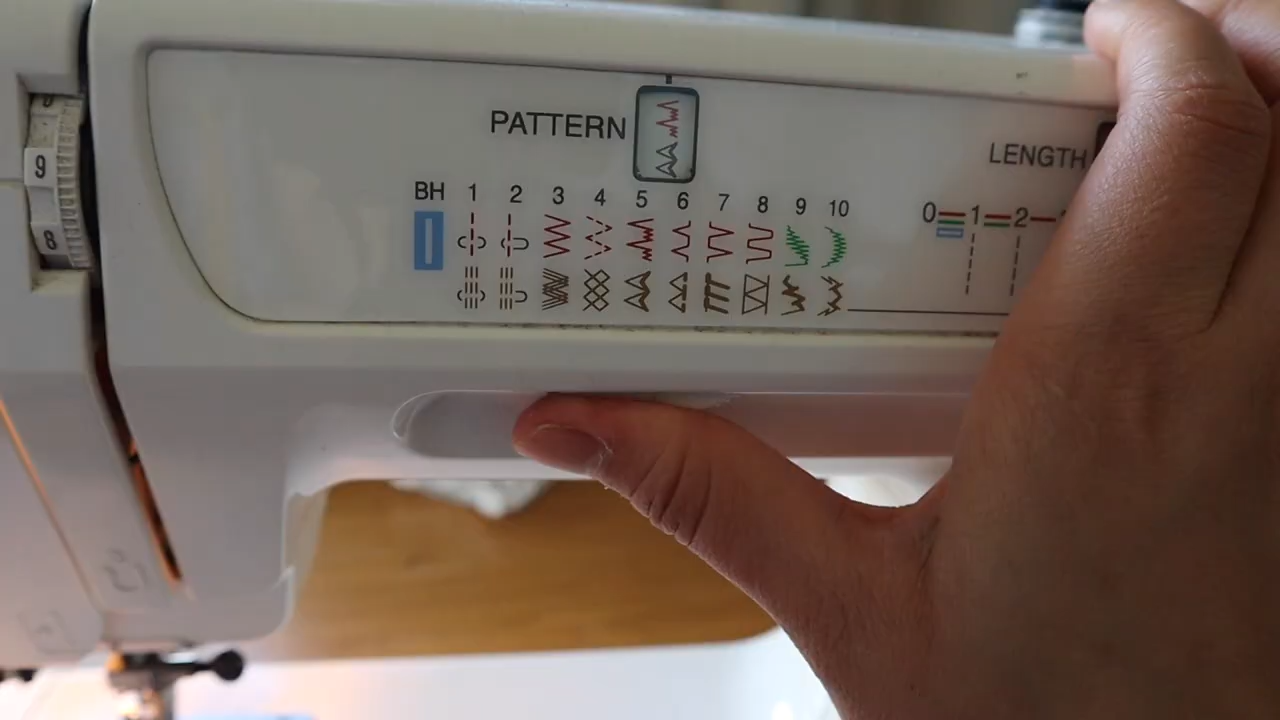 PATTERN
LENGTH
BH 1 2 3 4 5 6 7 8 9 10
0 1 2
9
8